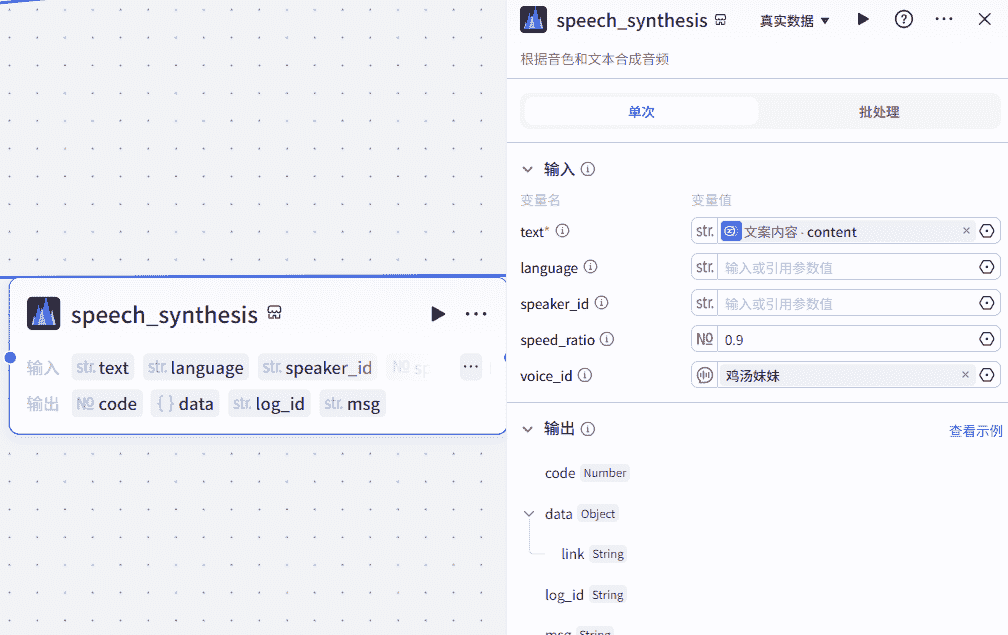 speech_synthesis 真实数据
根据音色和文本合成音频
单次 批处理
输入
变量名 变量值
text* str. 文案内容 · content
language str. 输入或引用参数值
speaker_id str. 输入或引用参数值
speed_ratio № 0.9
voice_id 鸡汤妹妹
输出 查看示例
code Number
data Object
link String
log_id String
msg String
speech_synthesis
输入 str. text str. language str. speaker_id № sp
输出 № code { } data str. log_id str. msg